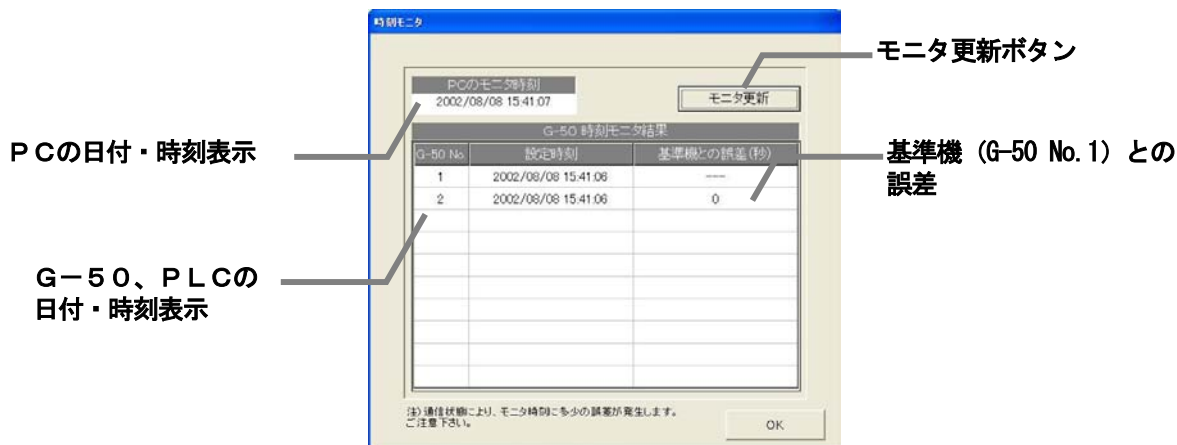 時刻モニタ
モニタ更新ボタン
PCのモニタ時刻
2002/08/08 15:41:07
モニタ更新
G-50 時刻モニタ結果
ＰＣの日付・時刻表示
G-50 No. 設定時刻 基準機との誤差(秒)
基準機（G-50 No.1）との
誤差
1 2002/08/08 15:41:06 ---
2 2002/08/08 15:41:06 0
Ｇ－５０、ＰＬＣの
日付・時刻表示
注）通信状態により、モニタ時刻に多少の誤差が発生します。
ご注意下さい。
OK